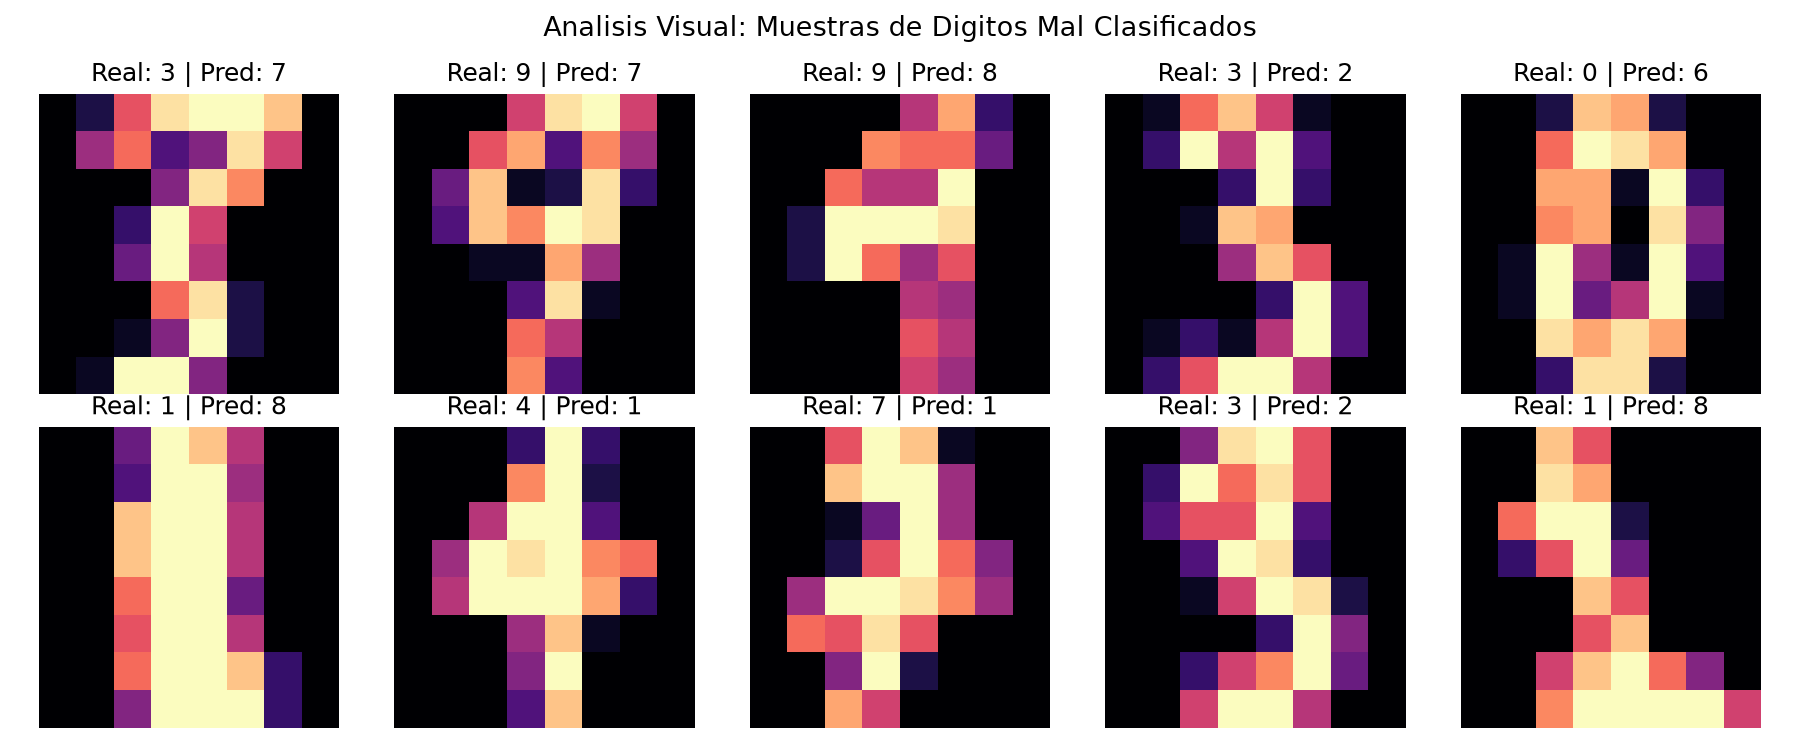 Analisis Visual: Muestras de Digitos Mal Clasificados
Real: 3 | Pred: 7
Real: 9 | Pred: 7
Real: 9 | Pred: 8
Real: 3 | Pred: 2
Real: 0 | Pred: 6
Real: 1 | Pred: 8
Real: 4 | Pred: 1
Real: 7 | Pred: 1
Real: 3 | Pred: 2
Real: 1 | Pred: 8